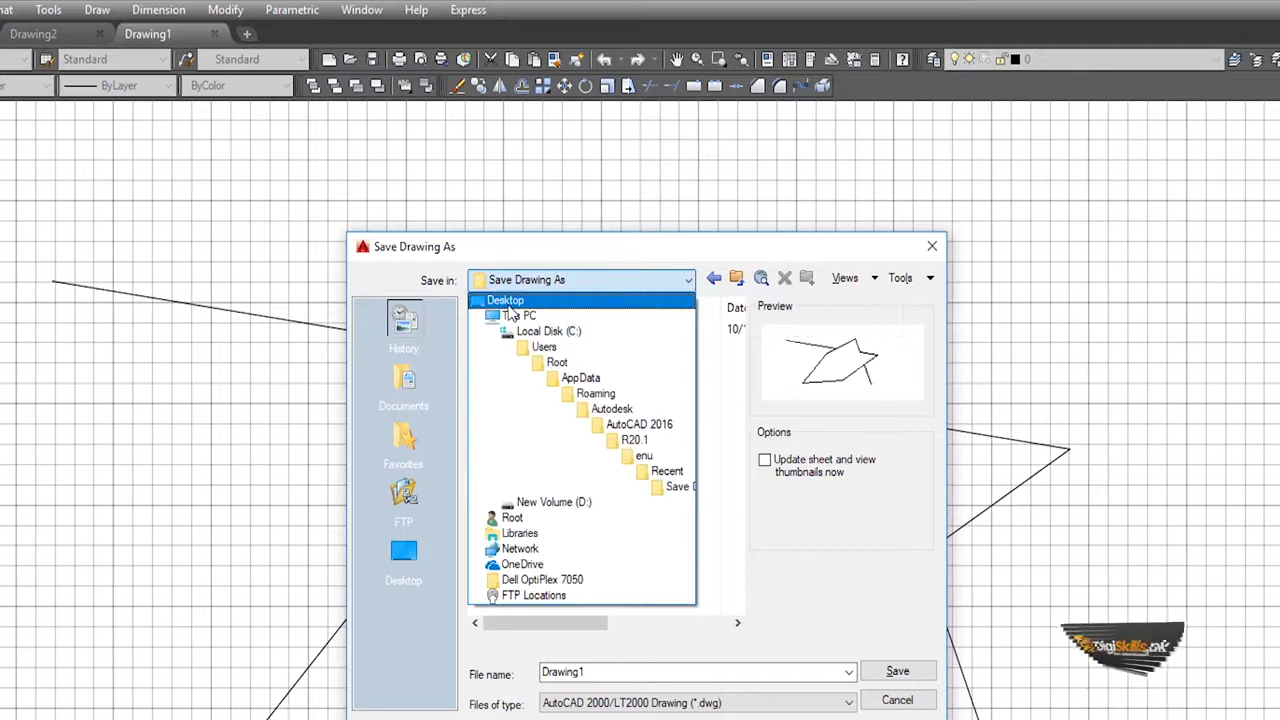 Tools Draw Dimension Modify Parametric Window Help Express
Drawing2 Drawing1
Standard Standard 0
ByLayer ByColor
Save Drawing As
Save in: Save Drawing As Views Tools
Desktop
PC
Local Disk (C:)
Users
Root
AppData
Roaming
Autodesk
AutoCAD 2016
R20.1
enu
Recent
Save
New Volume (D:)
Root
Libraries
Network
OneDrive
Dell OptiPlex 7050
FTP Locations
History
Documents
Favorites
FTP
Desktop
10/
Preview
Options
Update sheet and view
thumbnails now
File name: Drawing1 Save
Files of type: AutoCAD 2000/LT2000 Drawing (*.dwg) Cancel
DigiSkills.pk